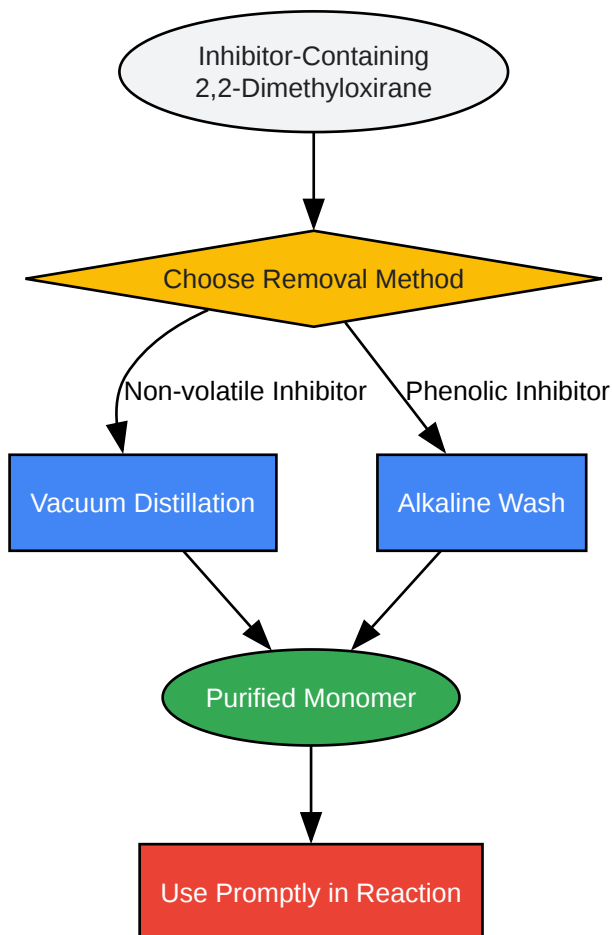 Inhibitor-Containing
2,2-Dimethyloxirane
Choose Removal Method
Non-volatile Inhibitor
Phenolic Inhibitor
Vacuum Distillation
Alkaline Wash
Purified Monomer
Use Promptly in Reaction